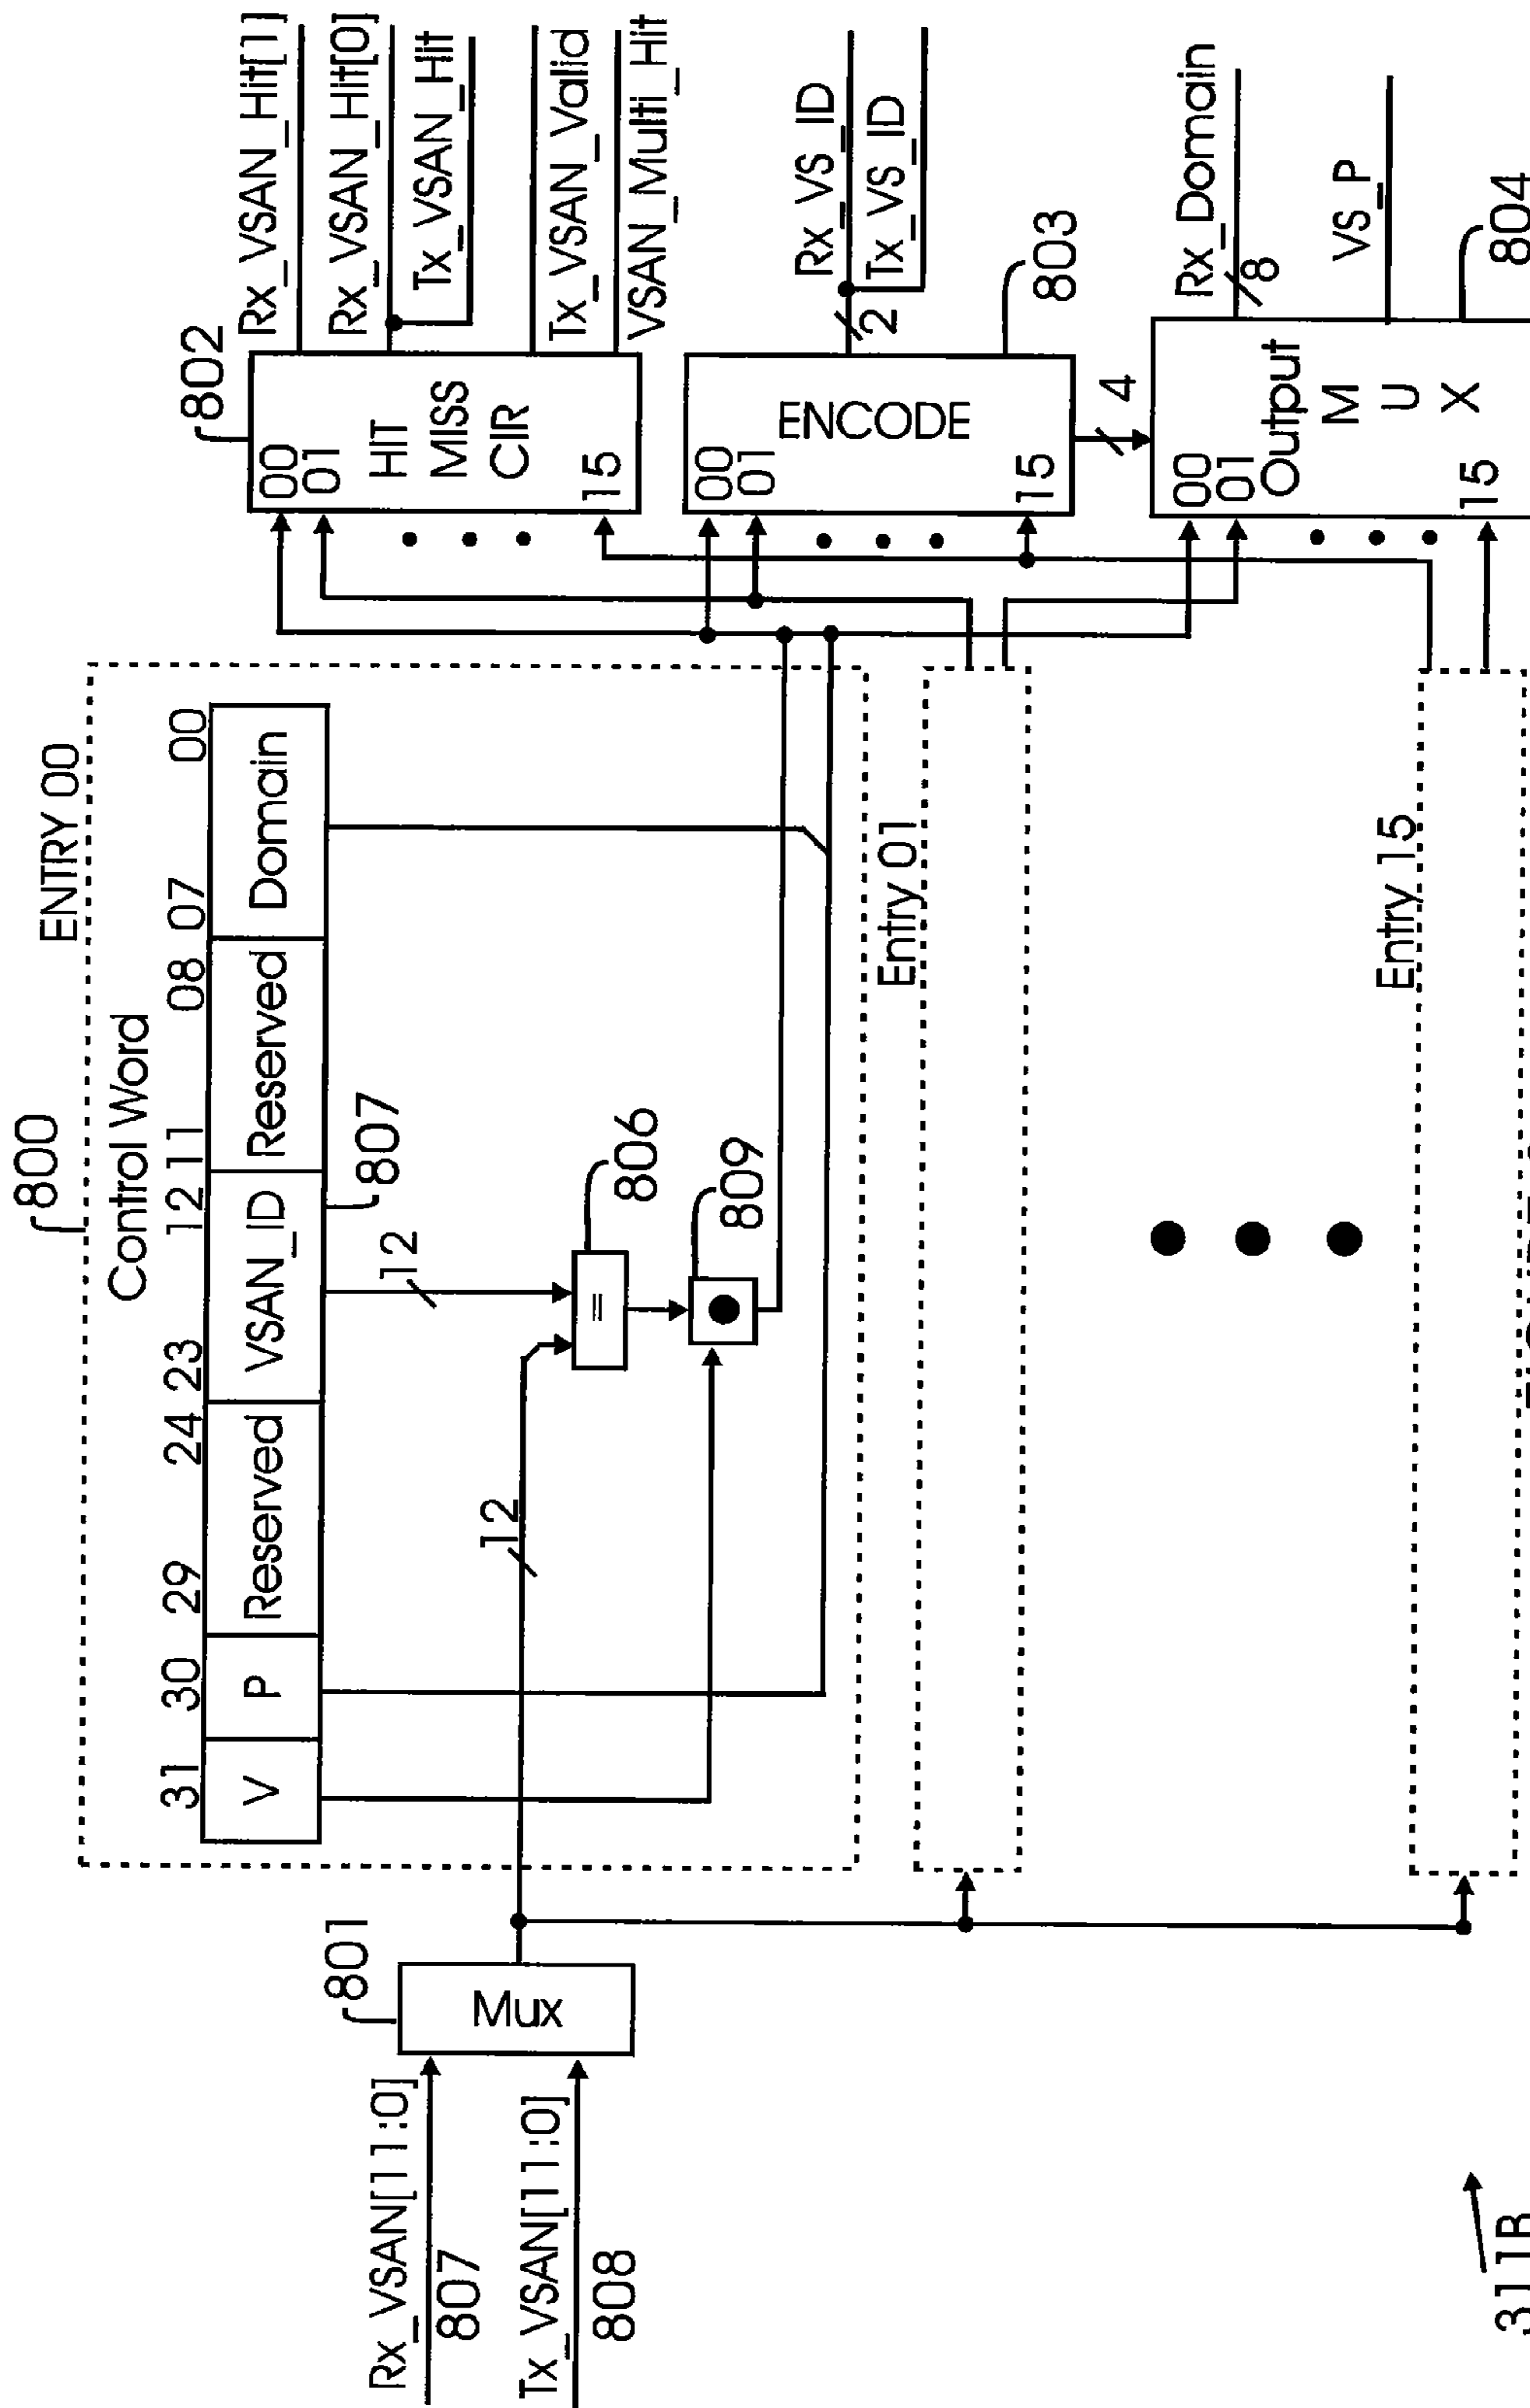 800
ENTRY 00
Control Word
31
30
29
24
23
12
11
08
07
00
V
P
Reserved
VSAN_ID
Reserved
Domain
807
12
12
=
806
809
801
Mux
Rx_VSAN[11:0]
807
Tx_VSAN[11:0]
808
Entry 01
Entry 15
802
00
01
HIT
MISS
CIR
15
Rx_VSAN_Hit[1]
Rx_VSAN_Hit[0]
Tx_VSAN_Hit
Tx_VSAN_Valid
VSAN_Multi_Hit
00
01
ENCODE
15
2
Rx_VS_ID
Tx_VS_ID
803
4
00
01
Output
M
U
X
15
Rx_Domain
8
VS_P
804
311B